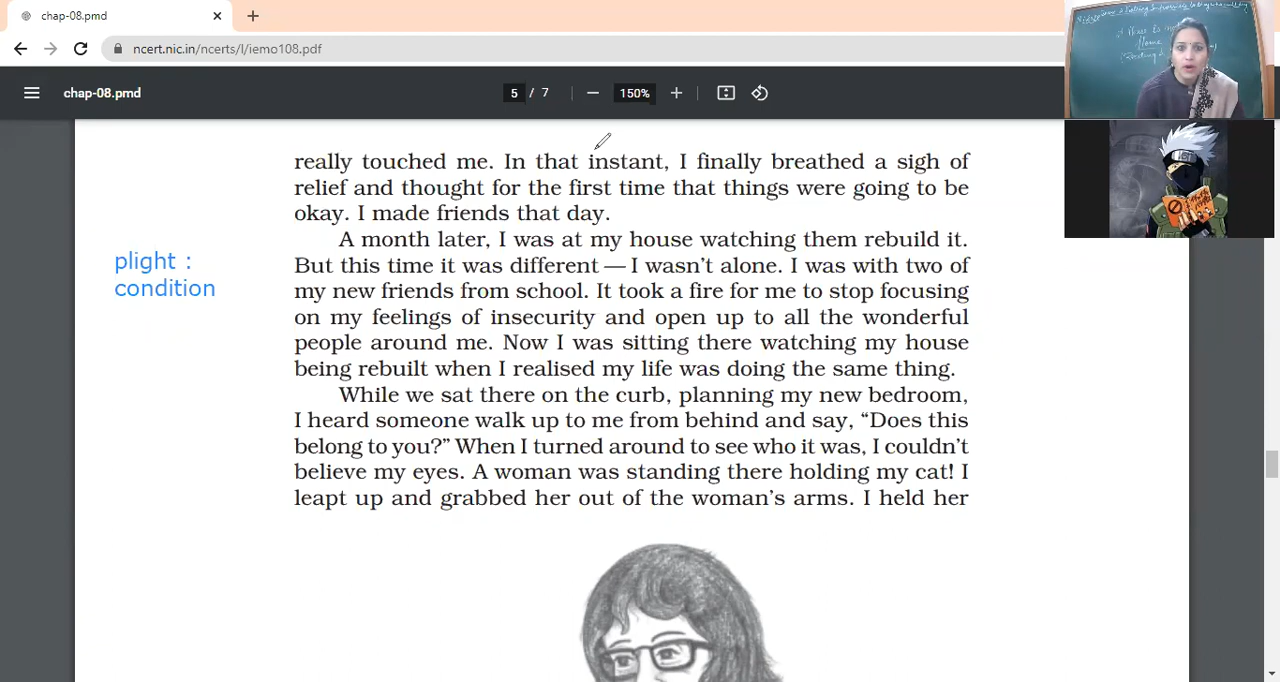 chap-08.pmd
ncert.nic.in/ncerts/l/iemo108.pdf
chap-08.pmd
5 / 7
150%
really touched me. In that instant, I finally breathed a sigh of
relief and thought for the first time that things were going to be
okay. I made friends that day.
A month later, I was at my house watching them rebuild it.
But this time it was different — I wasn't alone. I was with two of
my new friends from school. It took a fire for me to stop focusing
on my feelings of insecurity and open up to all the wonderful
people around me. Now I was sitting there watching my house
being rebuilt when I realised my life was doing the same thing.
While we sat there on the curb, planning my new bedroom,
I heard someone walk up to me from behind and say, “Does this
belong to you?” When I turned around to see who it was, I couldn't
believe my eyes. A woman was standing there holding my cat! I
leapt up and grabbed her out of the woman's arms. I held her
plight :
condition